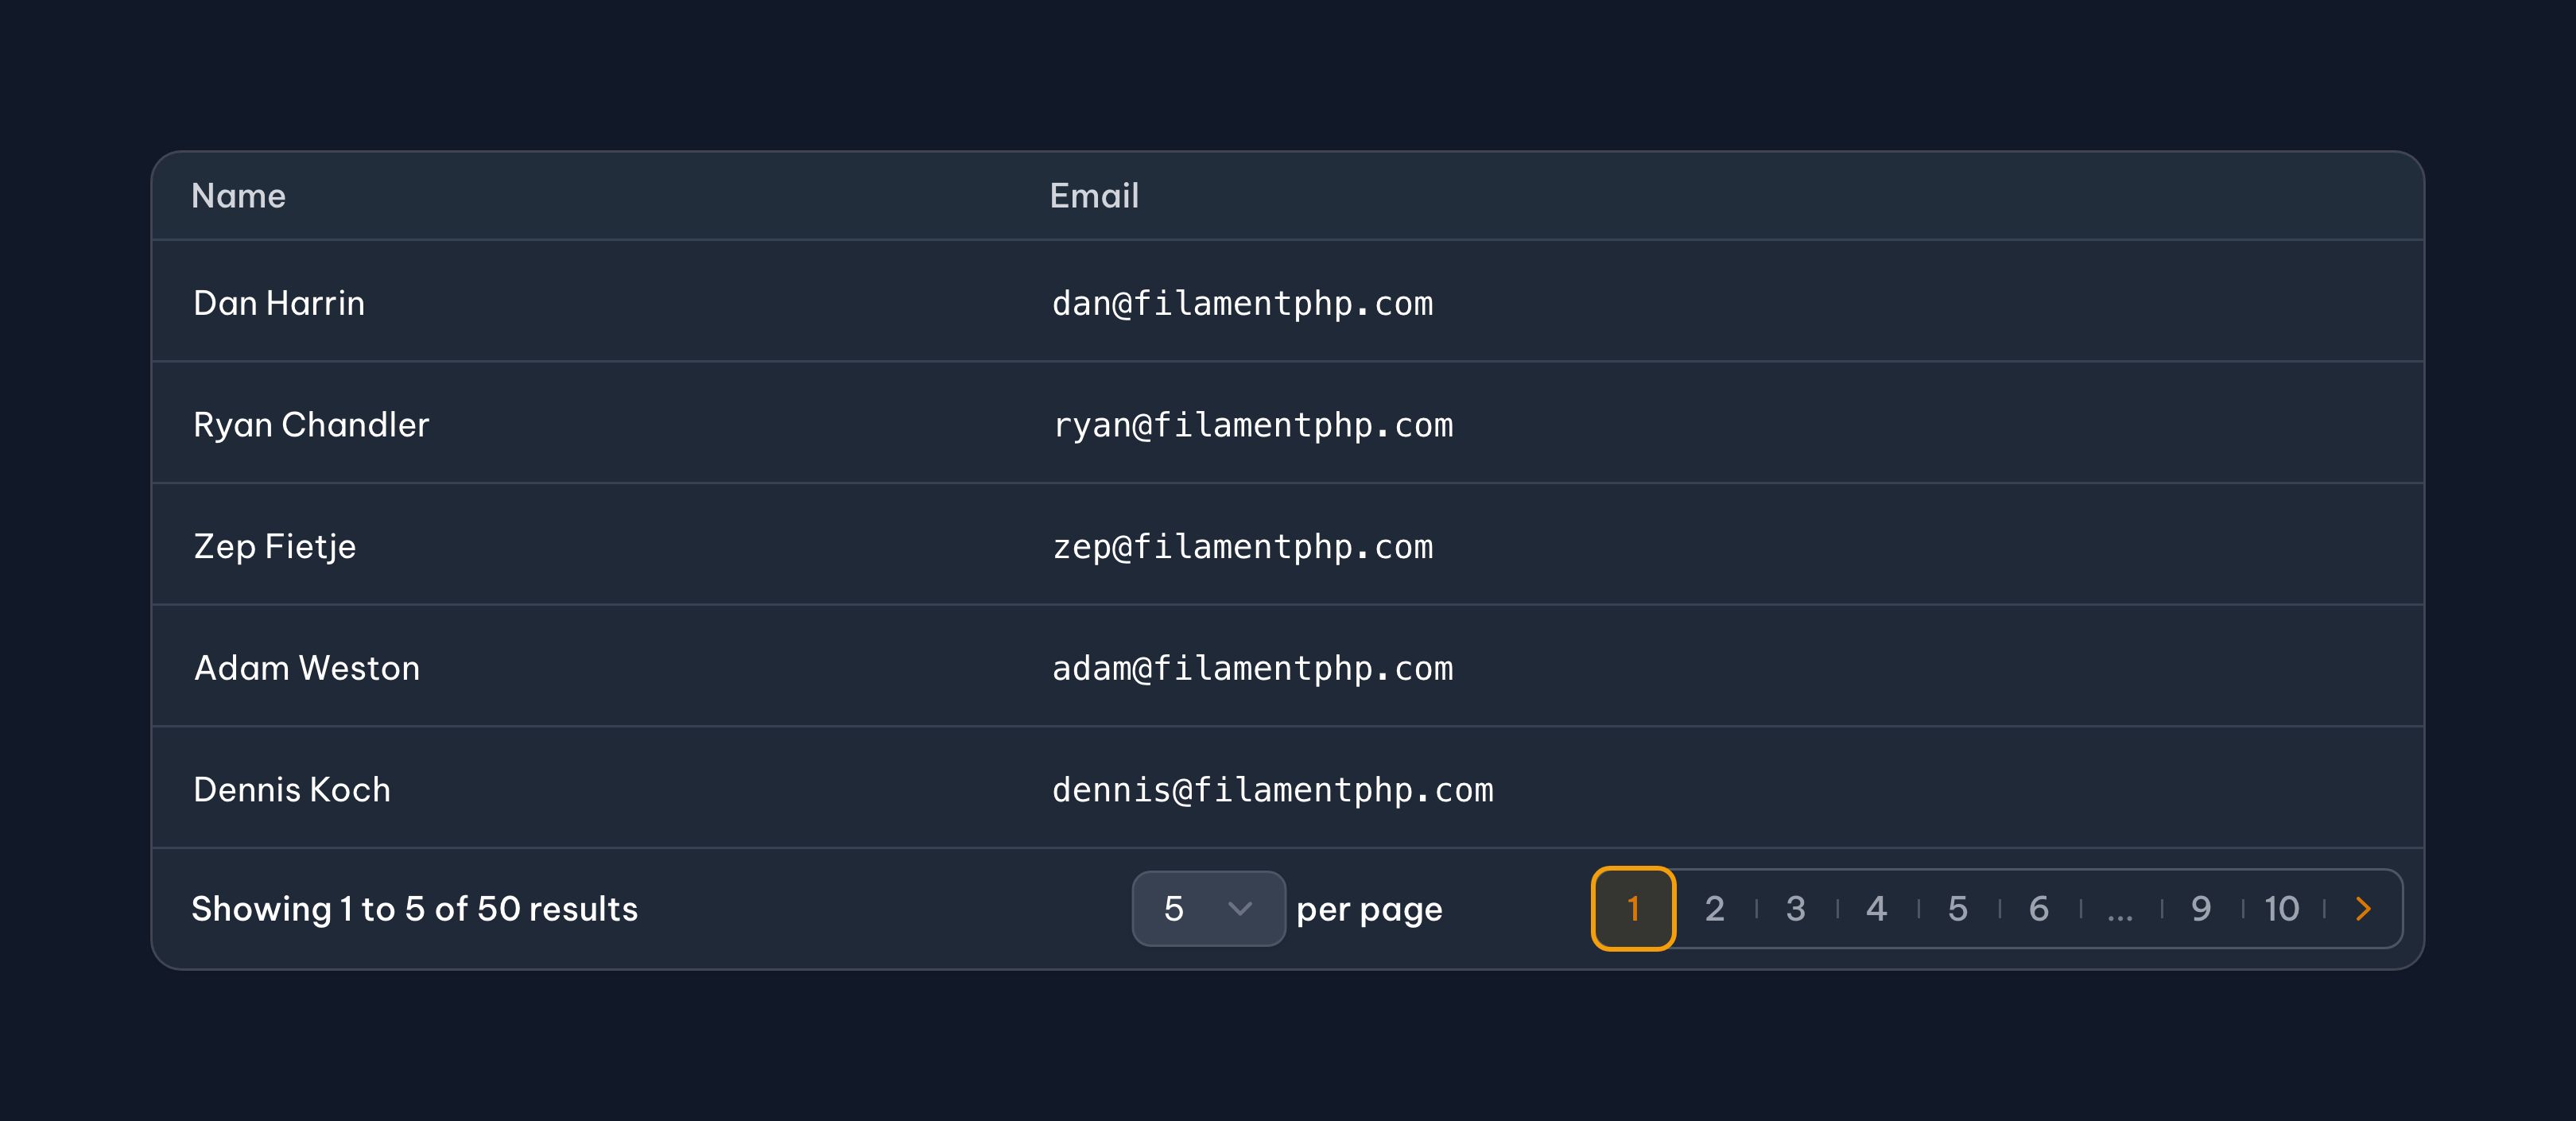 Name Email
Dan Harrin dan@filamentphp.com
Ryan Chandler ryan@filamentphp.com
Zep Fietje zep@filamentphp.com
Adam Weston adam@filamentphp.com
Dennis Koch dennis@filamentphp.com
Showing 1 to 5 of 50 results 5 per page 1 2 3 4 5 6 ... 9 10